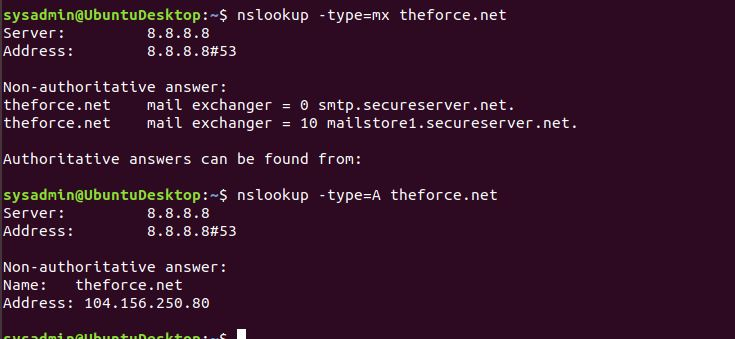 sysadmin@UbuntuDesktop:~$ nslookup -type=mx theforce.net
Server:         8.8.8.8
Address:        8.8.8.8#53
Non-authoritative answer:
theforce.net    mail exchanger = 0 smtp.secureserver.net.
theforce.net    mail exchanger = 10 mailstore1.secureserver.net.
Authoritative answers can be found from:
sysadmin@UbuntuDesktop:~$ nslookup -type=A theforce.net
Server:         8.8.8.8
Address:        8.8.8.8#53
Non-authoritative answer:
Name:   theforce.net
Address: 104.156.250.80
sysadmin@UbuntuDesktop:~$